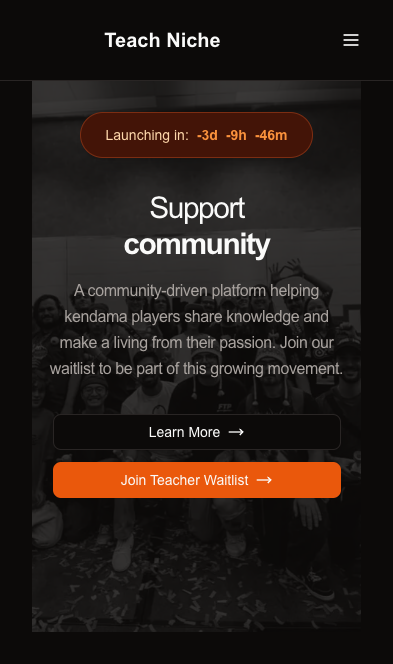 Teach Niche
Launching in: -3d -9h -46m
Support
community
A community-driven platform helping
kendama players share knowledge and
make a living from their passion. Join our
waitlist to be part of this growing movement.
Learn More →
Join Teacher Waitlist →